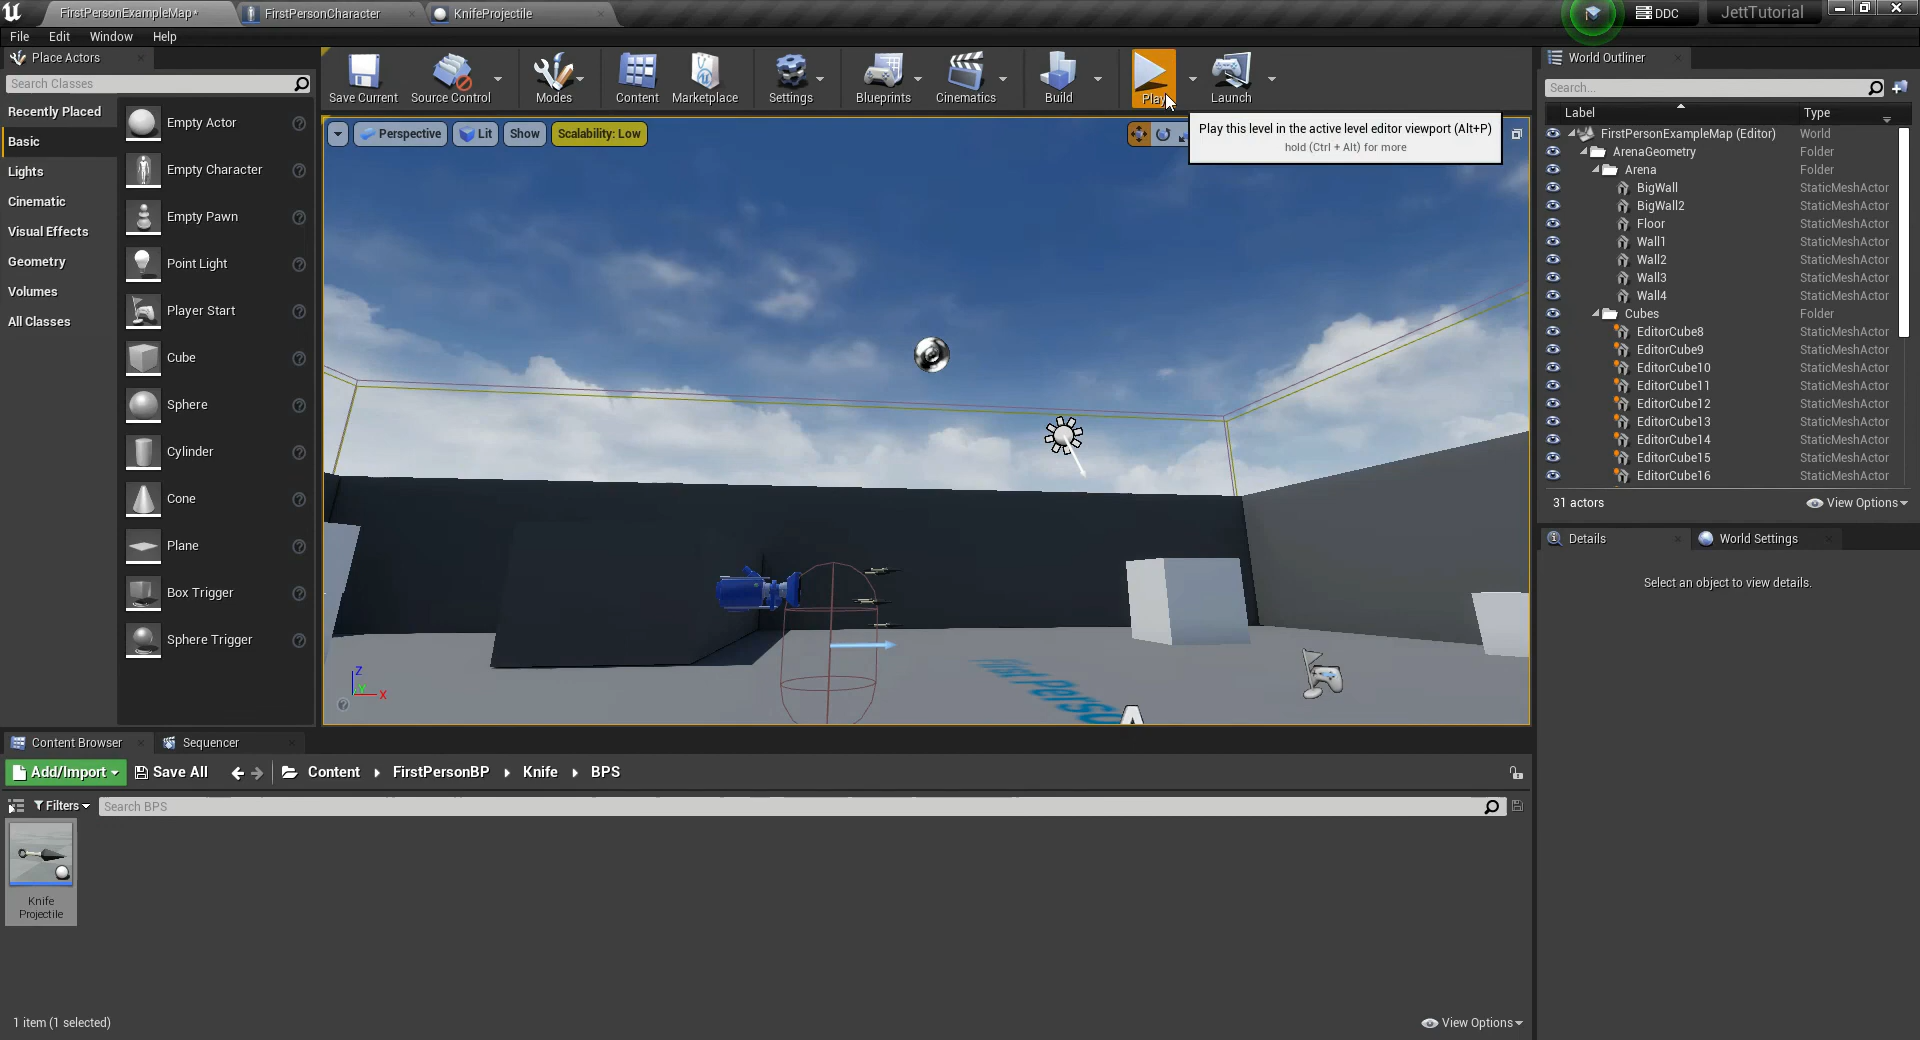 FirstPersonExampleMap*
FirstPersonCharacter
KnifeProjectile
DDC
JettTutorial
File Edit Window Help
Place Actors
Search Classes
Recently Placed
Basic
Lights
Cinematic
Visual Effects
Geometry
Volumes
All Classes
Empty Actor
Empty Character
Empty Pawn
Point Light
Player Start
Cube
Sphere
Cylinder
Cone
Plane
Box Trigger
Sphere Trigger
Save Current
Source Control
Modes
Content
Marketplace
Settings
Blueprints
Cinematics
Build
Play
Launch
Perspective
Lit
Show
Scalability: Low
Play this level in the active level editor viewport (Alt+P)
hold (Ctrl + Alt) for more
First Perso
Z
Y
X
World Outliner
Search...
Label Type
FirstPersonExampleMap (Editor) World
ArenaGeometry Folder
Arena Folder
BigWall StaticMeshActor
BigWall2 StaticMeshActor
Floor StaticMeshActor
Wall1 StaticMeshActor
Wall2 StaticMeshActor
Wall3 StaticMeshActor
Wall4 StaticMeshActor
Cubes Folder
EditorCube8 StaticMeshActor
EditorCube9 StaticMeshActor
EditorCube10 StaticMeshActor
EditorCube11 StaticMeshActor
EditorCube12 StaticMeshActor
EditorCube13 StaticMeshActor
EditorCube14 StaticMeshActor
EditorCube15 StaticMeshActor
EditorCube16 StaticMeshActor
31 actors
View Options
Details
World Settings
Select an object to view details.
Content Browser
Sequencer
Add/Import
Save All
Content
FirstPersonBP
Knife
BPS
Filters
Search BPS
Knife
Projectile
1 item (1 selected)
View Options